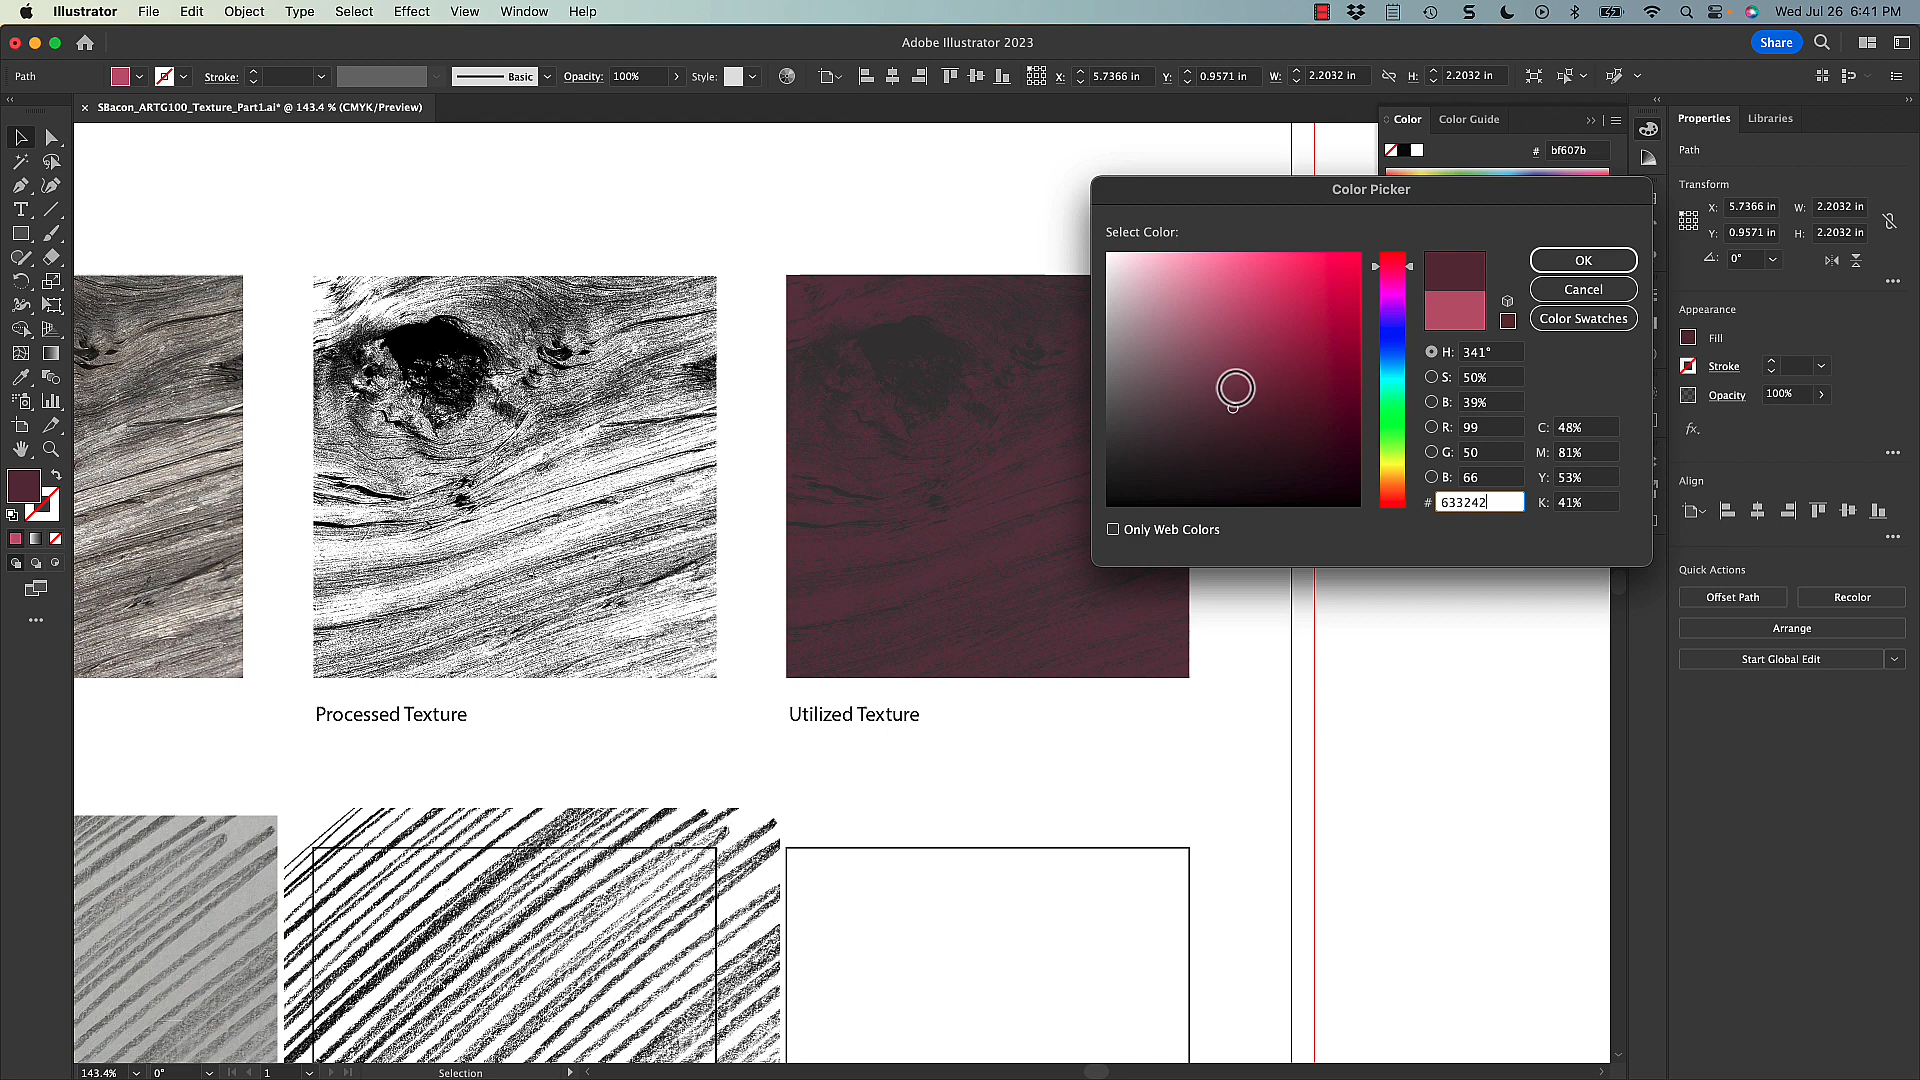 Illustrator File Edit Object Type Select Effect View Window Help Wed Jul 26 6:41 PM
Adobe Illustrator 2023
Share
Path Stroke: Basic Opacity: 100% Style: X: 5.7366 in Y: 0.9571 in W: 2.2032 in H: 2.2032 in
SBacon_ARTG100_Texture_Part1.ai* @ 143.4 % (CMYK/Preview)
Color Color Guide
# bf607b
Properties Libraries
Path
Transform
X: 5.7366 in W: 2.2032 in
Y: 0.9571 in H: 2.2032 in
0°
Appearance
Fill
Stroke
Opacity 100%
fx.
Align
Quick Actions
Offset Path Recolor
Arrange
Start Global Edit
Color Picker
Select Color:
OK
Cancel
Color Swatches
H: 341°
S: 50%
B: 39%
R: 99 C: 48%
G: 50 M: 81%
B: 66 Y: 53%
# 633242 K: 41%
Only Web Colors
Processed Texture
Utilized Texture
143.4% 0° 1 Selection